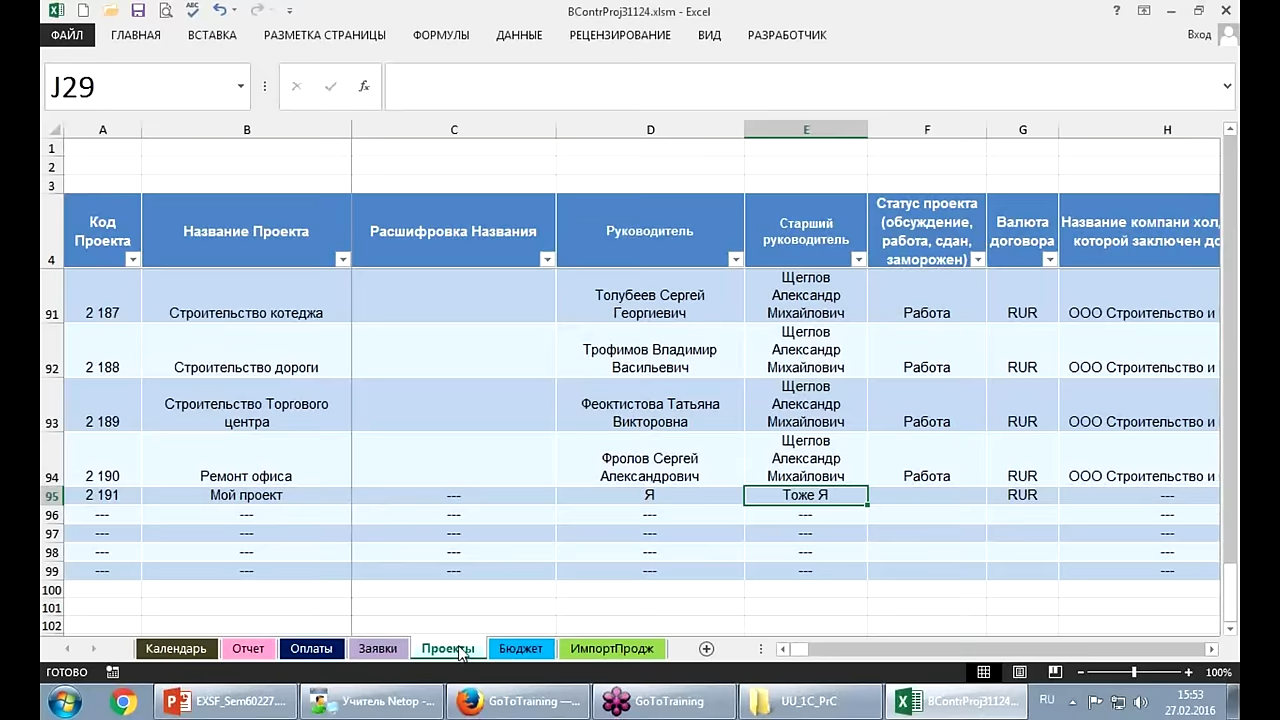 BContrProj31124.xlsm - Excel
ФАЙЛ ГЛАВНАЯ ВСТАВКА РАЗМЕТКА СТРАНИЦЫ ФОРМУЛЫ ДАННЫЕ РЕЦЕНЗИРОВАНИЕ ВИД РАЗРАБОТЧИК Вход
J29 fx
A B C D E F G H
1
2
3
4 Код Проекта Название Проекта Расшифровка Названия Руководитель Старший руководитель Статус проекта (обсуждение, работа, сдан, заморожен) Валюта договора Название компани хол, которой заключен до
91 2 187 Строительство котеджа Толубеев Сергей Георгиевич Щеглов Александр Михайлович Работа RUR ООО Строительство и
92 2 188 Строительство дороги Трофимов Владимир Васильевич Щеглов Александр Михайлович Работа RUR ООО Строительство и
93 2 189 Строительство Торгового центра Феоктистова Татьяна Викторовна Щеглов Александр Михайлович Работа RUR ООО Строительство и
94 2 190 Ремонт офиса Фролов Сергей Александрович Щеглов Александр Михайлович Работа RUR ООО Строительство и
95 2 191 Мой проект --- Я Тоже Я RUR ---
96 --- --- --- --- --- ---
97 --- --- --- --- --- ---
98 --- --- --- --- --- ---
99 --- --- --- --- --- ---
100
101
102
Календарь Отчет Оплаты Заявки Проекты Бюджет ИмпортПродж
ГОТОВО 100%
EXSF_Sem60227.... Учитель Netop -... GoToTraining —... GoToTraining UU_1C_PrC BContrProj31124.... RU 15:53
27.02.2016